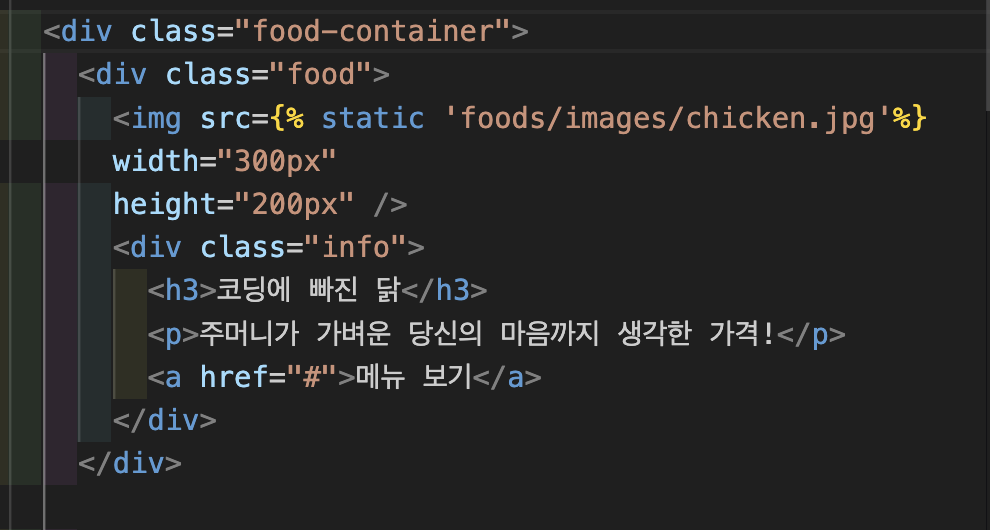 <div class="food-container">
<div class="food">
<img src={% static 'foods/images/chicken.jpg'%}
width="300px"
height="200px" />
<div class="info">
<h3>코딩에 빠진 닭</h3>
<p>주머니가 가벼운 당신의 마음까지 생각한 가격!</p>
<a href="#">메뉴 보기</a>
</div>
</div>